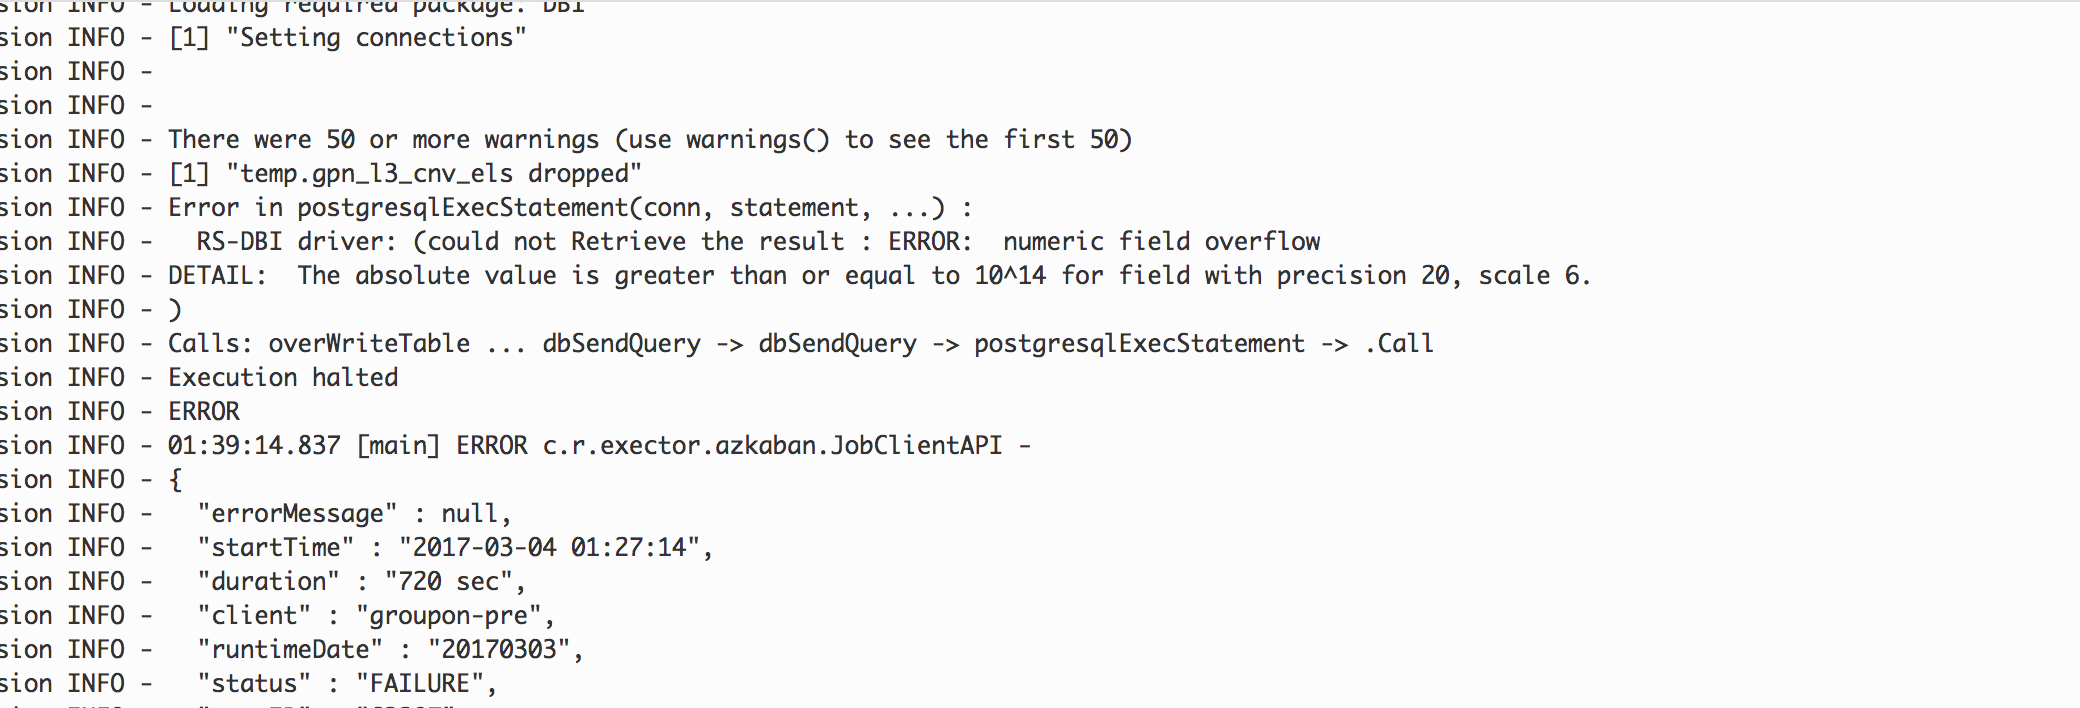 sion INFO - Loading required package: DBI
sion INFO - [1] "Setting connections"
sion INFO -
sion INFO -
sion INFO - There were 50 or more warnings (use warnings() to see the first 50)
sion INFO - [1] "temp.gpn_l3_cnv_els dropped"
sion INFO - Error in postgresqlExecStatement(conn, statement, ...) :
sion INFO -   RS-DBI driver: (could not Retrieve the result : ERROR:  numeric field overflow
sion INFO - DETAIL:  The absolute value is greater than or equal to 10^14 for field with precision 20, scale 6.
sion INFO - )
sion INFO - Calls: overWriteTable ... dbSendQuery -> dbSendQuery -> postgresqlExecStatement -> .Call
sion INFO - Execution halted
sion INFO - ERROR
sion INFO - 01:39:14.837 [main] ERROR c.r.exector.azkaban.JobClientAPI -
sion INFO - {
sion INFO -   "errorMessage" : null,
sion INFO -   "startTime" : "2017-03-04 01:27:14",
sion INFO -   "duration" : "720 sec",
sion INFO -   "client" : "groupon-pre",
sion INFO -   "runtimeDate" : "20170303",
sion INFO -   "status" : "FAILURE",